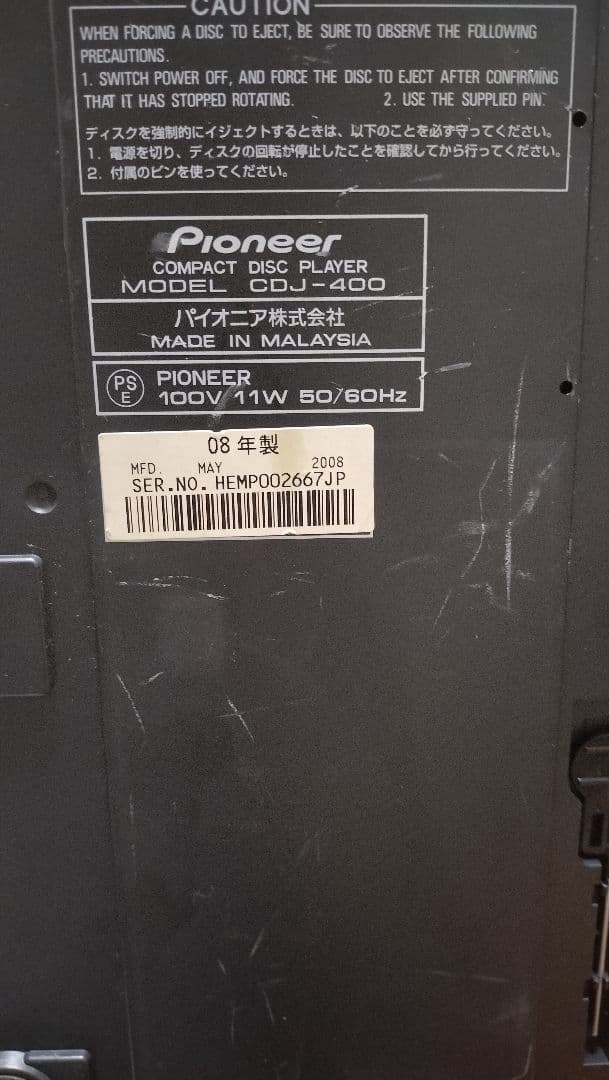 CAUTION
WHEN FORCING A DISC TO EJECT, BE SURE TO OBSERVE THE FOLLOWING
PRECAUTIONS.
1. SWITCH POWER OFF, AND FORCE THE DISC TO EJECT AFTER CONFIRMING
THAT IT HAS STOPPED ROTATING. 2. USE THE SUPPLIED PIN.
ディスクを強制的にイジェクトするときは、以下のことを必ず守ってください。
1. 電源を切り、ディスクの回転が停止したことを確認してから行ってください。
2. 付属のピンを使ってください。
Pioneer
COMPACT DISC PLAYER
MODEL CDJ-400
パイオニア株式会社
MADE IN MALAYSIA
PS E PIONEER
100V 11W 50/60Hz
08年製
MFD. MAY 2008
SER.NO. HEMP002667JP